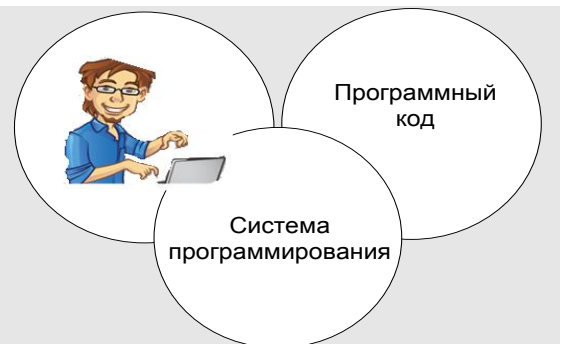 Программный
код
Система
программирования